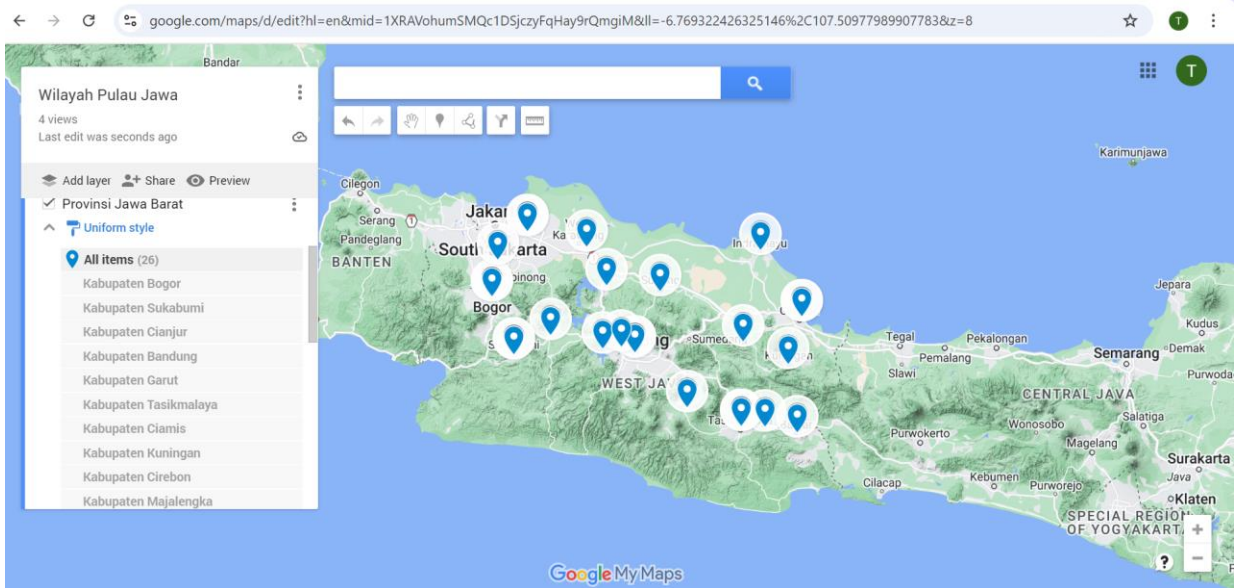 google.com/maps/d/edit?hl=en&mid=1XRAVohumSMQc1DSjczyFqHay9rQmgiM&ll=-6.769322426325146%2C107.50977989907783&z=8
T
Bandar
Wilayah Pulau Jawa
4 views
Last edit was seconds ago
Add layer Share Preview
Provinsi Jawa Barat
Uniform style
All items (26)
Kabupaten Bogor
Kabupaten Sukabumi
Kabupaten Cianjur
Kabupaten Bandung
Kabupaten Garut
Kabupaten Tasikmalaya
Kabupaten Ciamis
Kabupaten Kuningan
Kabupaten Cirebon
Kabupaten Majalengka
T
Karimunjawa
Cilegon
Serang
1
Pandeglang
BANTEN
Bogor
WEST JA
Tegal
Pekalongan
Pemalang
Slawi
Jepara
Kudus
Semarang
Demak
Purwoda
CENTRAL JAVA
Salatiga
Purwokerto
Wonosobo
Magelang
Surakarta
Java
Cilacap
Kebumen
Purworejo
Klaten
SPECIAL REGION
OF YOGYAKART
?
Google My Maps